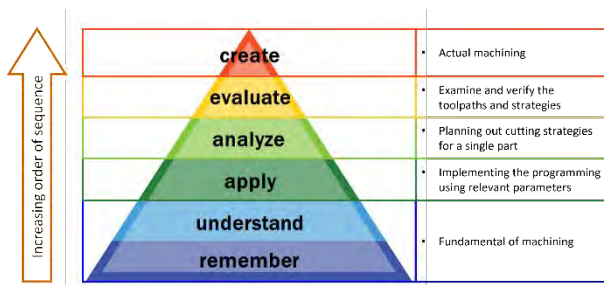 Increasing order of sequence
create
• Actual machining
evaluate
• Examine and verify the
toolpaths and strategies
analyze
• Planning out cutting strategies
for a single part
apply
• Implementing the programming
using relevant parameters
understand
remember
• Fundamental of machining